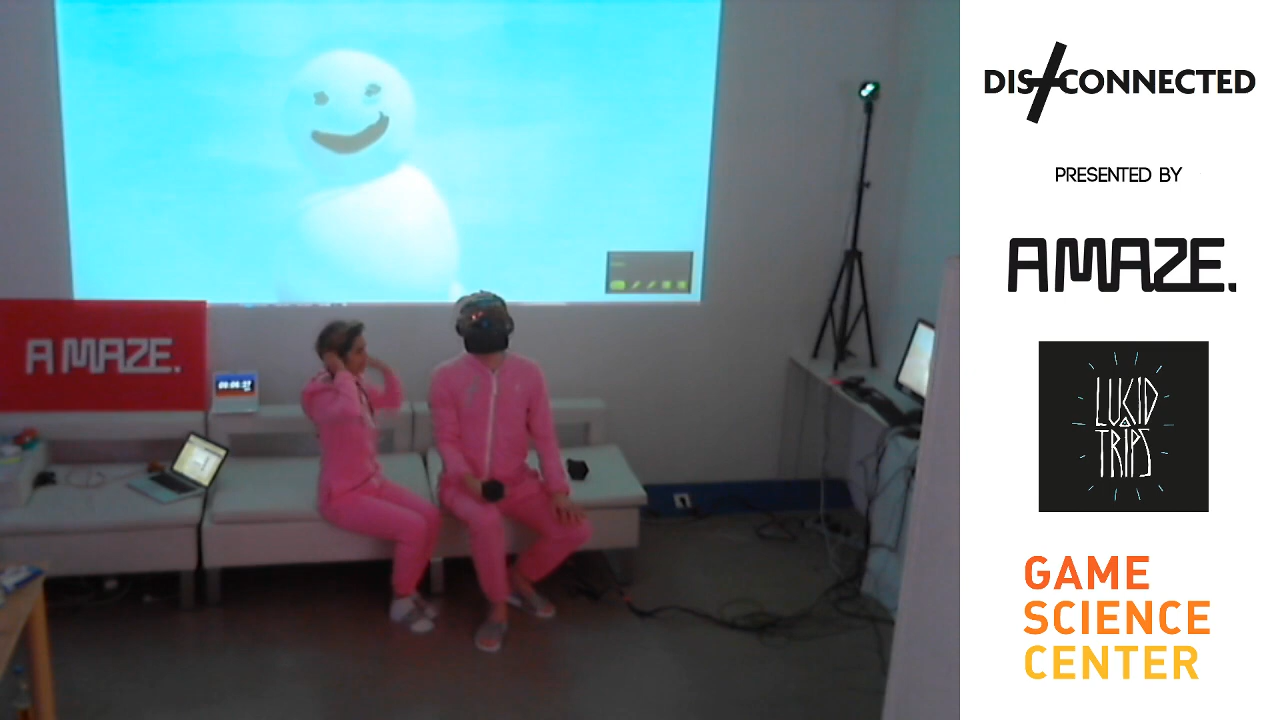 DIS/CONNECTED
PRESENTED BY
A MAZE.
LUCID
TRIPS
GAME
SCIENCE
CENTER
A MAZE.